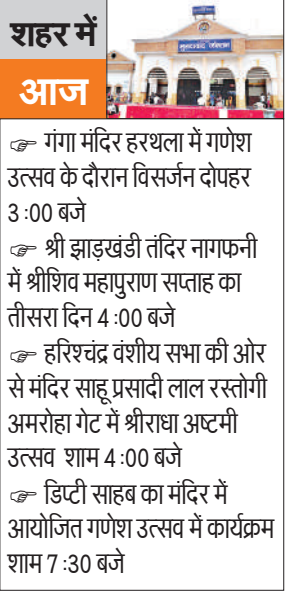 शहर में
आज
मुरादाबाद जंक्शन
☞ गंगा मंदिर हरथला में गणेश
उत्सव के दौरान विसर्जन दोपहर
3:00 बजे
☞ श्री झाड़खंडी तंदिर नागफनी
में श्रीशिव महापुराण सप्ताह का
तीसरा दिन 4:00 बजे
☞ हरिश्चंद्र वंशीय सभा की ओर
से मंदिर साहू प्रसादी लाल रस्तोगी
अमरोहा गेट में श्रीराधा अष्टमी
उत्सव शाम 4:00 बजे
☞ डिप्टी साहब का मंदिर में
आयोजित गणेश उत्सव में कार्यक्रम
शाम 7:30 बजे